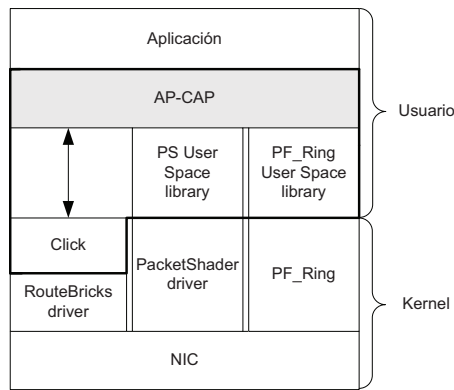 Aplicación
AP-CAP
Usuario
PS User
Space
library
PF_Ring
User Space
library
Click
PacketShader
driver
PF_Ring
RouteBricks
driver
Kernel
NIC